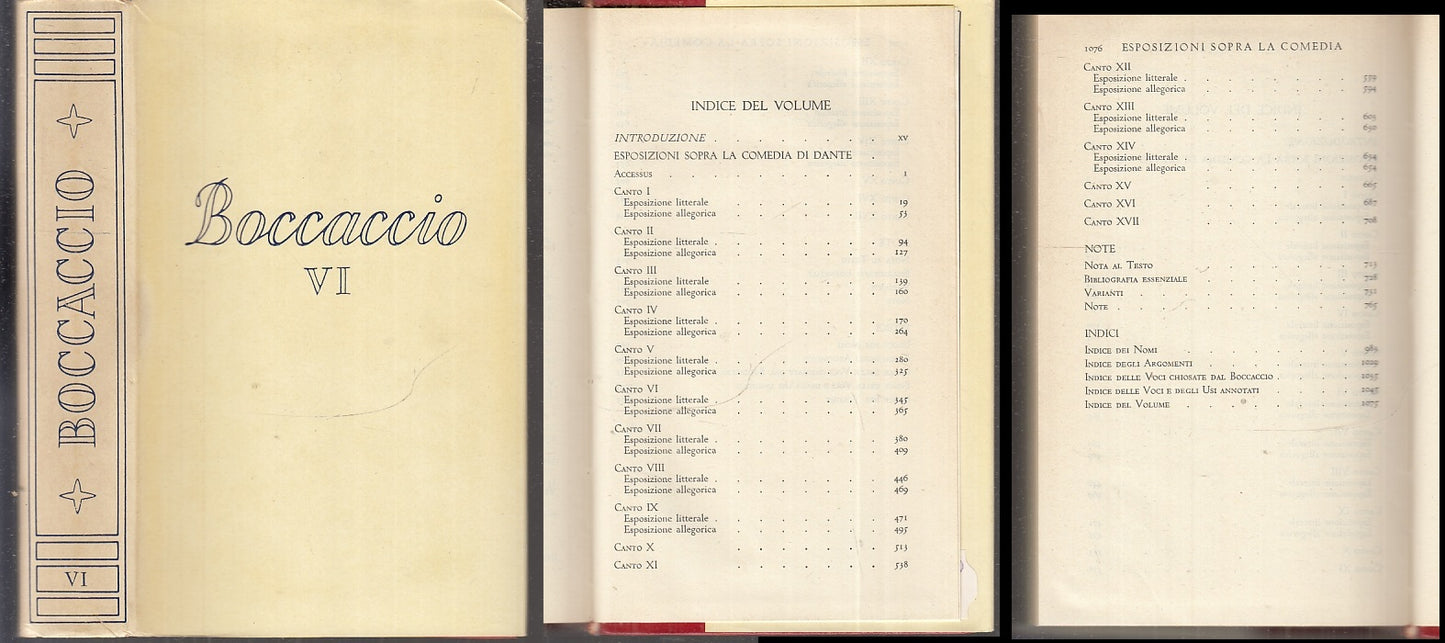 BOCCACCIO
VI
Boccaccio
VI
INDICE DEL VOLUME
INTRODUZIONE . . . . . . . . . XV
ESPOSIZIONI SOPRA LA COMEDIA DI DANTE .
Accessus . . . . . . . . . 1
Canto I
Esposizione litterale . . . . . . . 19
Esposizione allegorica . . . . . . . 53
Canto II
Esposizione litterale . . . . . . . . 94
Esposizione allegorica . . . . . . . 127
Canto III
Esposizione litterale . . . . . . . 139
Esposizione allegorica . . . . . . . 160
Canto IV
Esposizione litterale . . . . . . . 170
Esposizione allegorica . . . . . . . 264
Canto V
Esposizione litterale . . . . . . . 280
Esposizione allegorica . . . . . . . 325
Canto VI
Esposizione litterale . . . . . . . . 345
Esposizione allegorica . . . . . . . 365
Canto VII
Esposizione litterale . . . . . . . . 380
Esposizione allegorica . . . . . . . 409
Canto VIII
Esposizione litterale . . . . . . . . 446
Esposizione allegorica . . . . . . . 469
Canto IX
Esposizione litterale . . . . . . . . 471
Esposizione allegorica . . . . . . . 495
Canto X . . . . . . . 513
Canto XI . . . . . . . 538
1076 ESPOSIZIONI SOPRA LA COMEDIA
Canto XII
Esposizione litterale . . . . . . . . 559
Esposizione allegorica . . . . . . . 594
Canto XIII
Esposizione litterale . . . . . . . . 603
Esposizione allegorica . . . . . . . 630
Canto XIV
Esposizione litterale . . . . . . . . 634
Esposizione allegorica . . . . . . . 654
Canto XV . . . . . . . 665
Canto XVI . . . . . . . 687
Canto XVII . . . . . . . 708
NOTE
Nota al Testo . . . . . . . 713
Bibliografia essenziale . . . . . . . 728
Varianti . . . . . . . . . 731
Note . . . . . . . . . 765
INDICI
Indice dei Nomi . . . . . . . . 989
Indice degli Argomenti . . . . . . . 1029
Indice delle Voci chiosate dal Boccaccio . . . . 1035
Indice delle Voci e degli Usi annotati . . . . 1045
Indice del Volume . . . . . . . . 1075